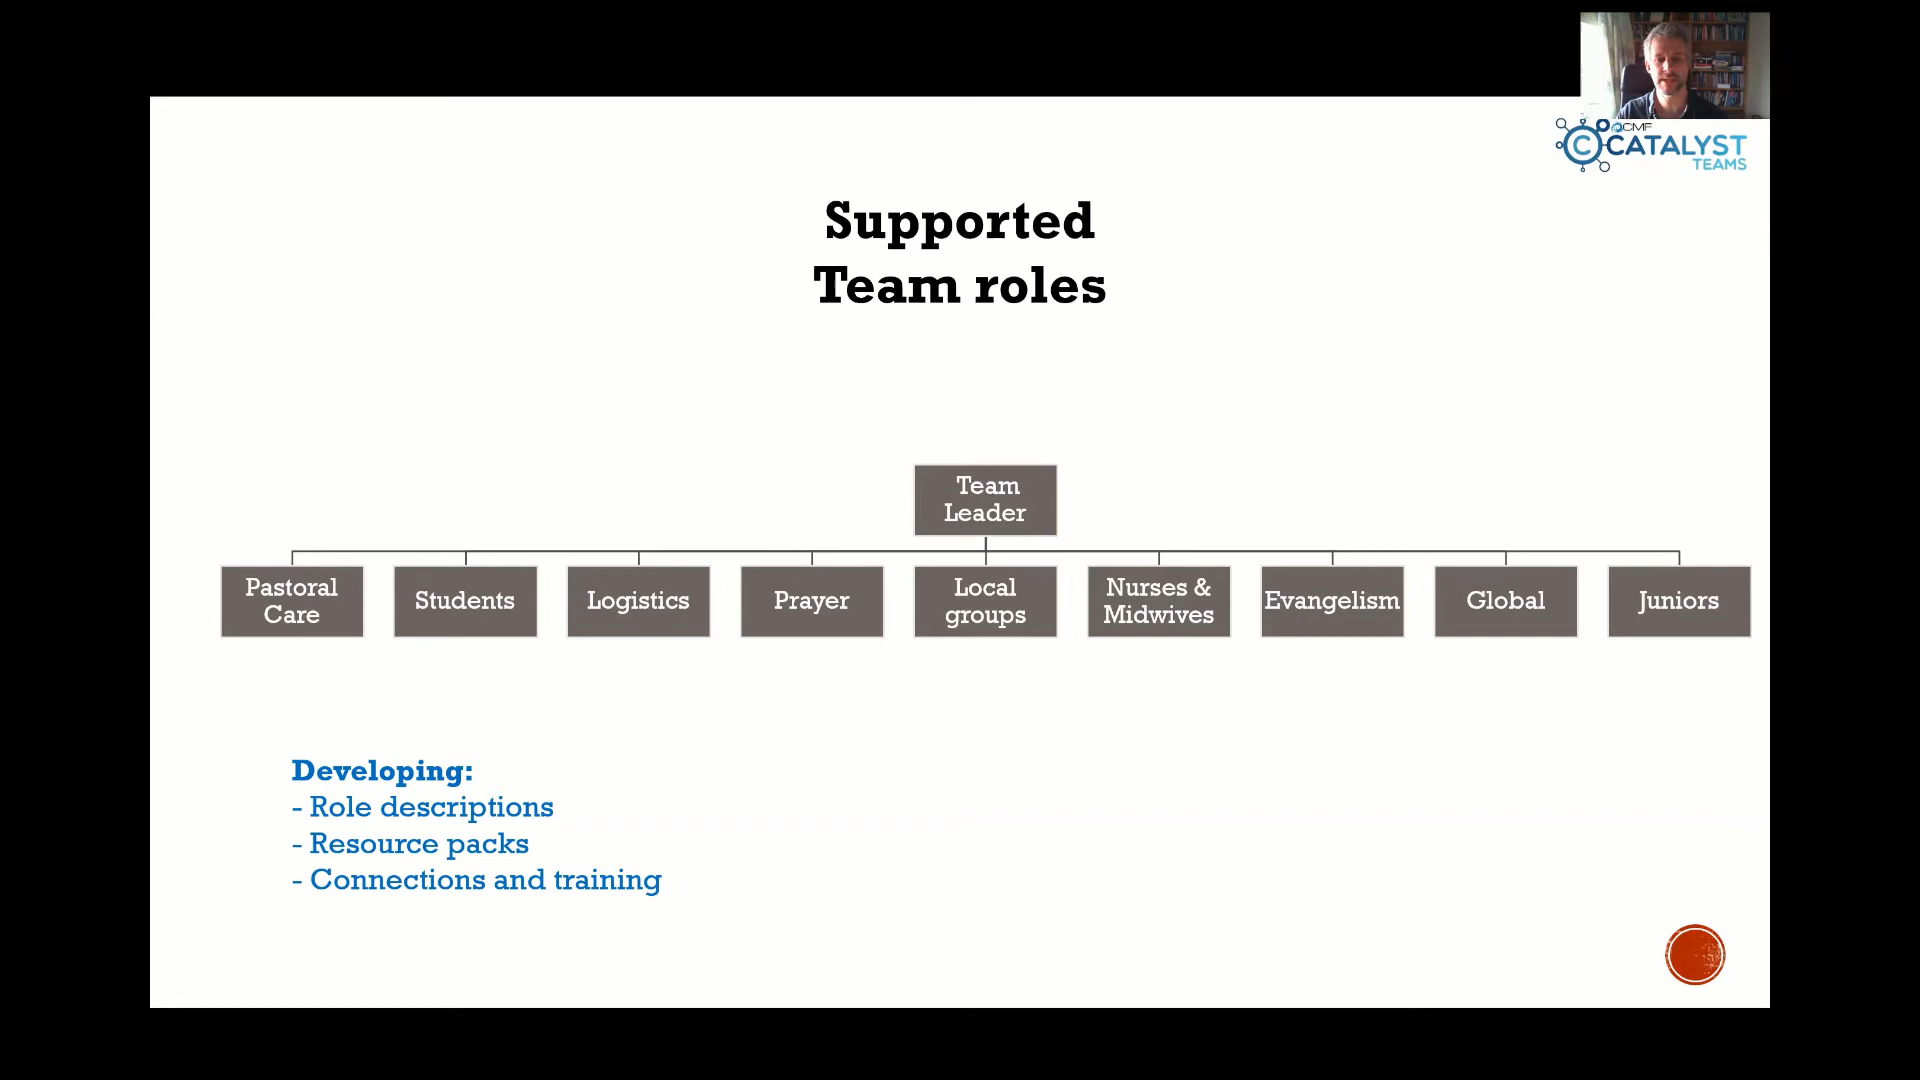 CMF
CATALYST
TEAMS
Supported
Team roles
Team
Leader
Pastoral
Care
Students
Logistics
Prayer
Local
groups
Nurses &
Midwives
Evangelism
Global
Juniors
Developing:
- Role descriptions
- Resource packs
- Connections and training